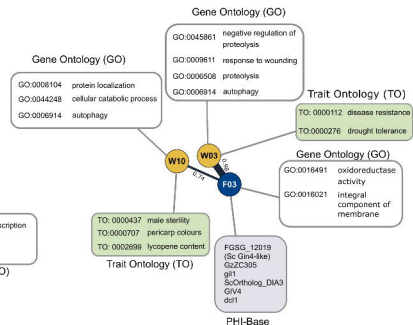 Gene Ontology (GO)
GO:0045861 negative regulation of
proteolysis
GO:0009611 response to wounding
GO:0006508 proteolysis
GO:0006914 autophagy
Gene Ontology (GO)
GO:0008104 protein localization
GO:0044248 cellular catabolic process
GO:0006914 autophagy
Trait Ontology (TO)
TO: 0000112 disease resistance
TO: 0000276 drought tolerance
W10
W03
0.98
0.74
F03
Gene Ontology (GO)
GO:0016491 oxidoreductase
activity
GO:0016021 integral
component of
membrane
TO: 0000437 male sterility
TO: 0000707 pericarp colours
TO: 0002699 lycopene content
Trait Ontology (TO)
scription
O)
FGSG_12019
(Sc Gin4-like)
GzZC305
gil1
ScOrtholog_DIA3
GIV4
dcl1
PHI-Base